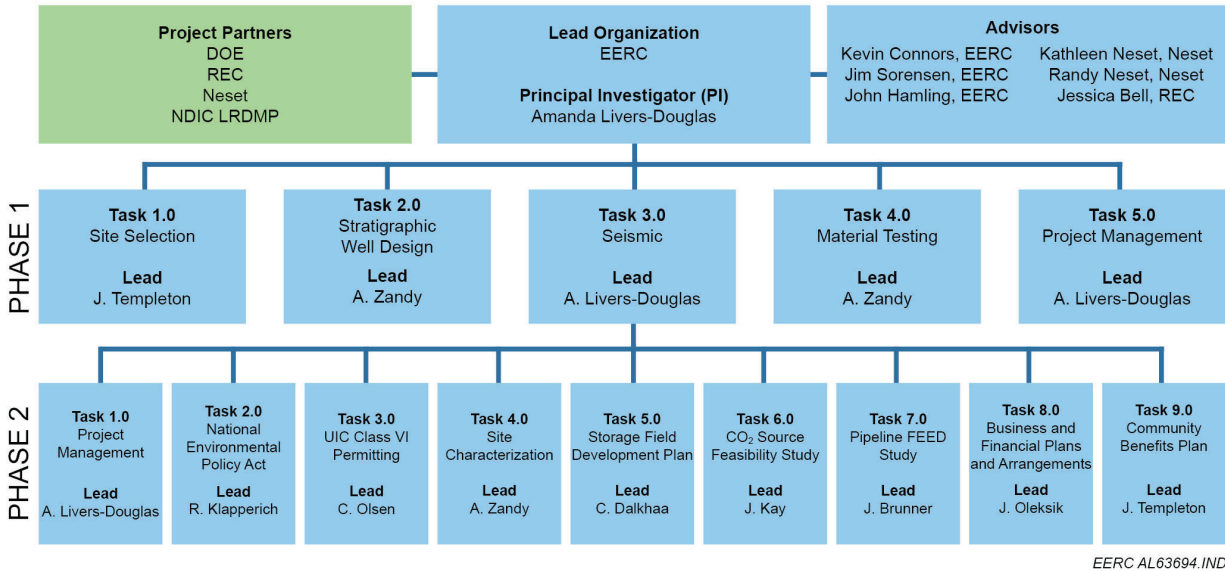 Project Partners
DOE
REC
Neset
NDIC LRDMP
Lead Organization
EERC
Principal Investigator (PI)
Amanda Livers-Douglas
Advisors
Kevin Connors, EERC
Jim Sorensen, EERC
John Hamling, EERC
Kathleen Neset, Neset
Randy Neset, Neset
Jessica Bell, REC
PHASE 1
Task 1.0
Site Selection
Lead
J. Templeton
Task 2.0
Stratigraphic
Well Design
Lead
A. Zandy
Task 3.0
Seismic
Lead
A. Livers-Douglas
Task 4.0
Material Testing
Lead
A. Zandy
Task 5.0
Project Management
Lead
A. Livers-Douglas
PHASE 2
Task 1.0
Project
Management
Lead
A. Livers-Douglas
Task 2.0
National
Environmental
Policy Act
Lead
R. Klapperich
Task 3.0
UIC Class VI
Permitting
Lead
C. Olsen
Task 4.0
Site
Characterization
Lead
A. Zandy
Task 5.0
Storage Field
Development Plan
Lead
C. Dalkhaa
Task 6.0
CO₂ Source
Feasibility Study
Lead
J. Kay
Task 7.0
Pipeline FEED
Study
Lead
J. Brunner
Task 8.0
Business and
Financial Plans
and Arrangements
Lead
J. Oleksik
Task 9.0
Community
Benefits Plan
Lead
J. Templeton
EERC AL63694.IND